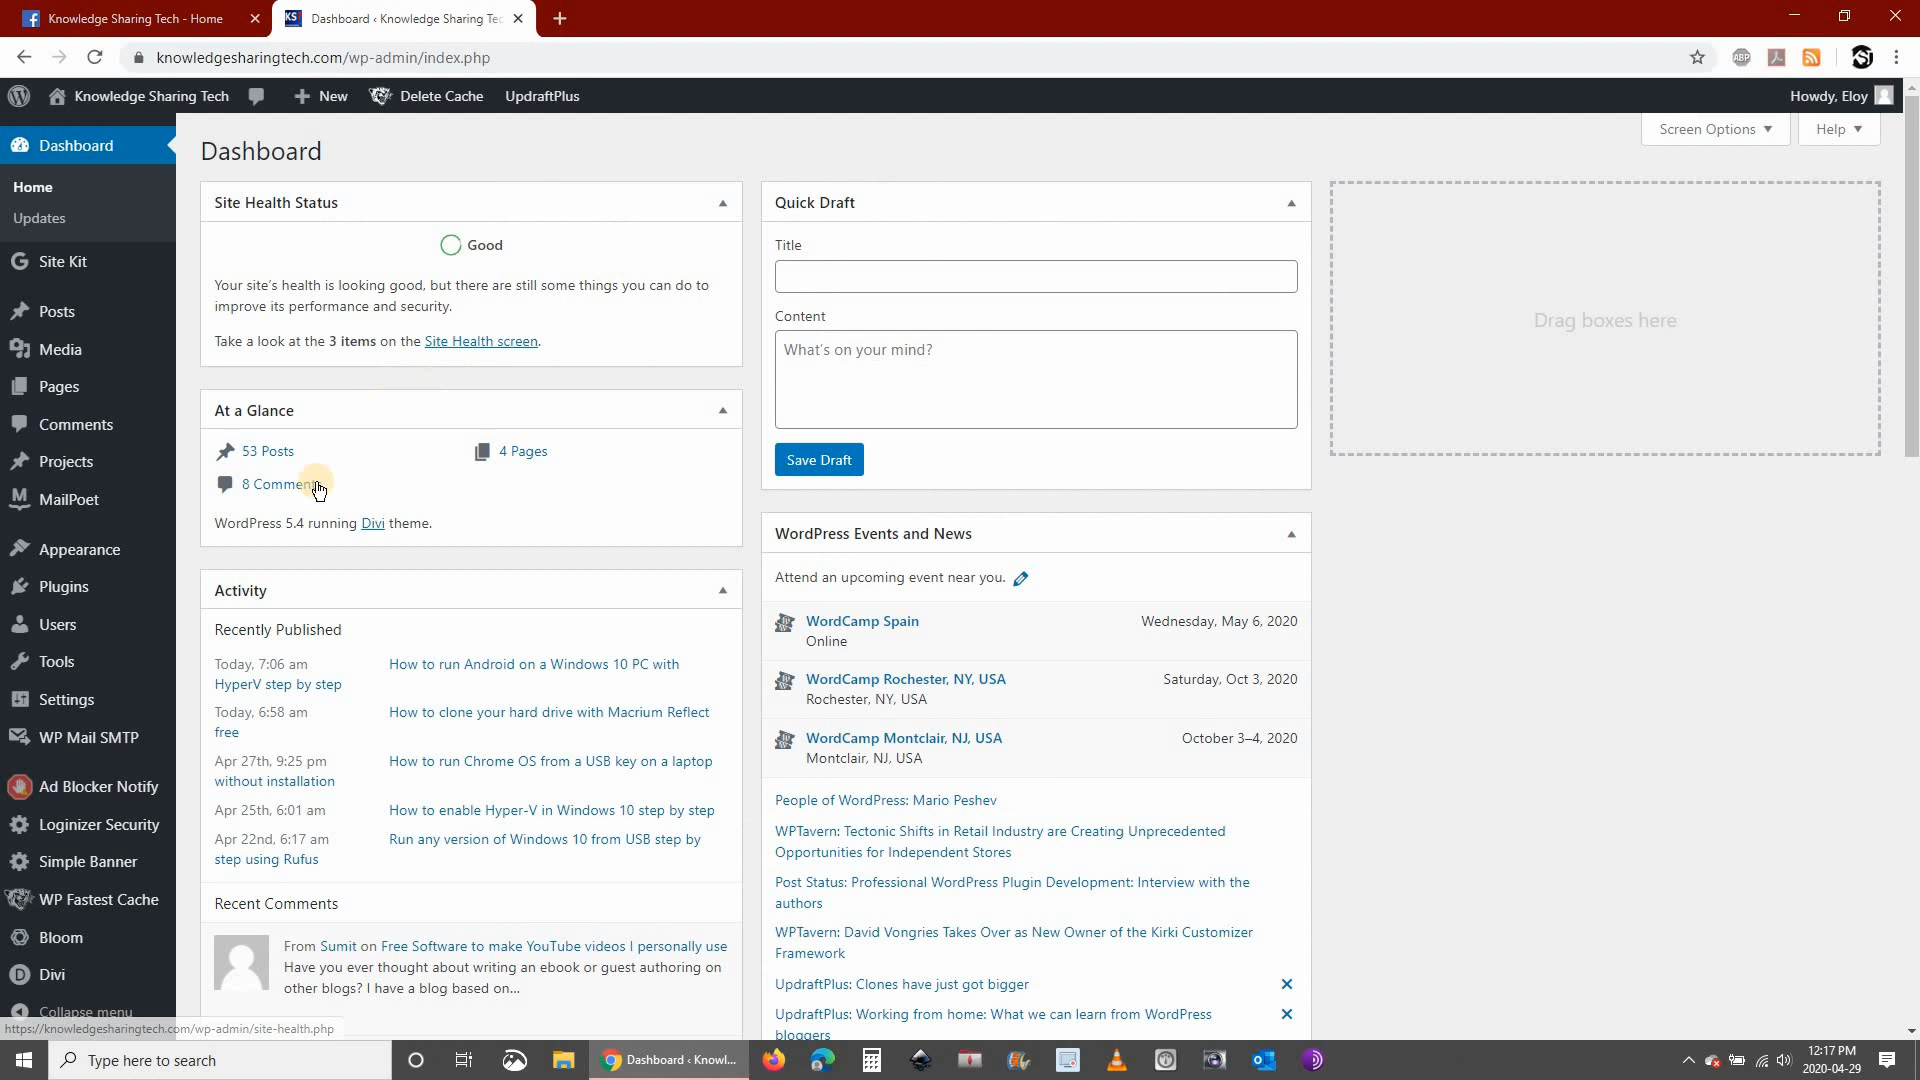 Knowledge Sharing Tech - Home
Dashboard ‹ Knowledge Sharing Tec
knowledgesharingtech.com/wp-admin/index.php
ABP
Knowledge Sharing Tech
New
Delete Cache
UpdraftPlus
Howdy, Eloy
Dashboard
Home
Updates
Site Kit
Posts
Media
Pages
Comments
Projects
MailPoet
Appearance
Plugins
Users
Tools
Settings
WP Mail SMTP
Ad Blocker Notify
Loginizer Security
Simple Banner
WP Fastest Cache
Bloom
Divi
Collapse menu
https://knowledgesharingtech.com/wp-admin/site-health.php
Screen Options
Help
Dashboard
Site Health Status
Good
Your site's health is looking good, but there are still some things you can do to
improve its performance and security.
Take a look at the 3 items on the Site Health screen.
At a Glance
53 Posts
4 Pages
8 Comment
WordPress 5.4 running Divi theme.
Activity
Recently Published
Today, 7:06 am How to run Android on a Windows 10 PC with
HyperV step by step
Today, 6:58 am How to clone your hard drive with Macrium Reflect
free
Apr 27th, 9:25 pm How to run Chrome OS from a USB key on a laptop
without installation
Apr 25th, 6:01 am How to enable Hyper-V in Windows 10 step by step
Apr 22nd, 6:17 am Run any version of Windows 10 from USB step by
step using Rufus
Recent Comments
From Sumit on Free Software to make YouTube videos I personally use
Have you ever thought about writing an ebook or guest authoring on
other blogs? I have a blog based on...
Quick Draft
Title
Content
What's on your mind?
Save Draft
WordPress Events and News
Attend an upcoming event near you.
WordCamp Spain Wednesday, May 6, 2020
Online
WordCamp Rochester, NY, USA Saturday, Oct 3, 2020
Rochester, NY, USA
WordCamp Montclair, NJ, USA October 3–4, 2020
Montclair, NJ, USA
People of WordPress: Mario Peshev
WPTavern: Tectonic Shifts in Retail Industry are Creating Unprecedented
Opportunities for Independent Stores
Post Status: Professional WordPress Plugin Development: Interview with the
authors
WPTavern: David Vongries Takes Over as New Owner of the Kirki Customizer
Framework
UpdraftPlus: Clones have just got bigger
UpdraftPlus: Working from home: What we can learn from WordPress
bloggers
Drag boxes here
Type here to search
Dashboard ‹ Knowl...
12:17 PM
2020-04-29